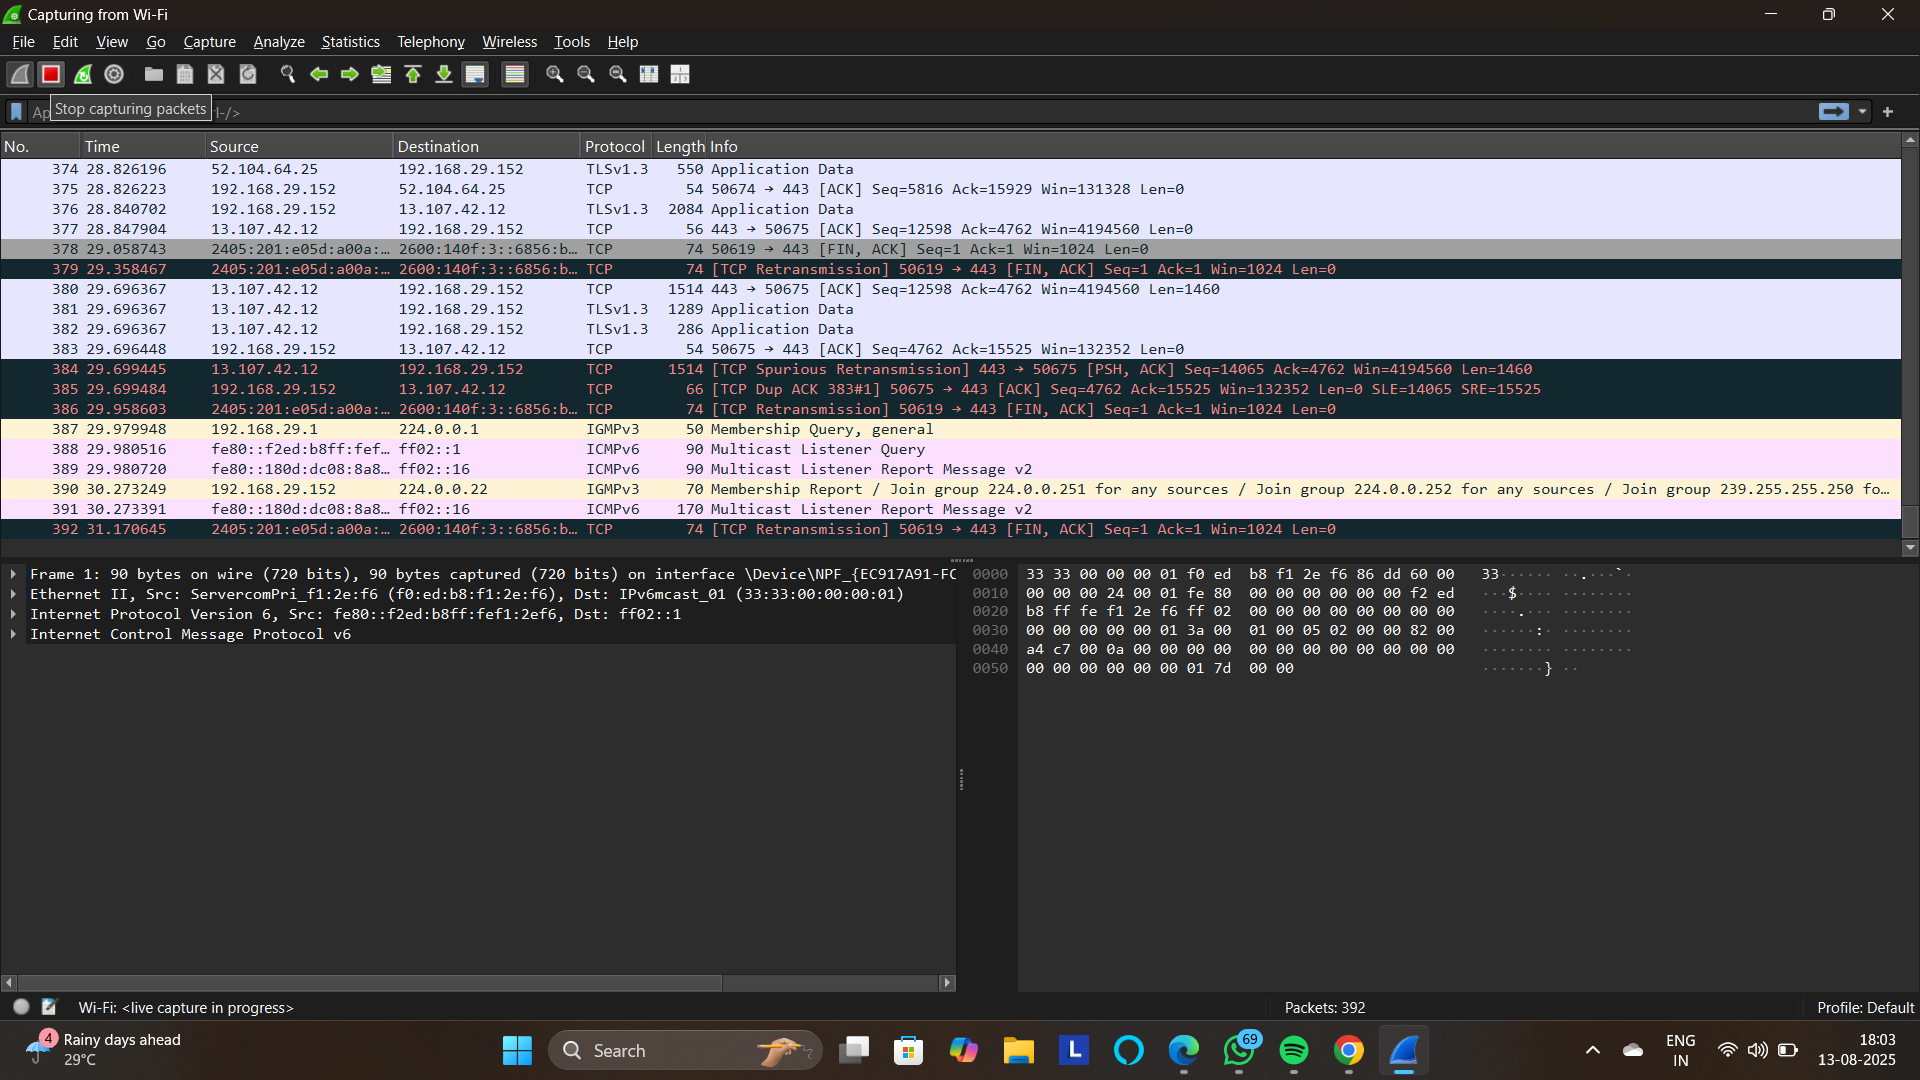 Capturing from Wi-Fi
File Edit View Go Capture Analyze Statistics Telephony Wireless Tools Help
Ap
Stop capturing packets
l-/>
No. Time Source Destination Protocol Length Info
374 28.826196 52.104.64.25 192.168.29.152 TLSv1.3 550 Application Data
375 28.826223 192.168.29.152 52.104.64.25 TCP 54 50674 → 443 [ACK] Seq=5816 Ack=15929 Win=131328 Len=0
376 28.840702 192.168.29.152 13.107.42.12 TLSv1.3 2084 Application Data
377 28.847904 13.107.42.12 192.168.29.152 TCP 56 443 → 50675 [ACK] Seq=12598 Ack=4762 Win=4194560 Len=0
378 29.058743 2405:201:e05d:a00a:… 2600:140f:3::6856:b… TCP 74 50619 → 443 [FIN, ACK] Seq=1 Ack=1 Win=1024 Len=0
379 29.358467 2405:201:e05d:a00a:… 2600:140f:3::6856:b… TCP 74 [TCP Retransmission] 50619 → 443 [FIN, ACK] Seq=1 Ack=1 Win=1024 Len=0
380 29.696367 13.107.42.12 192.168.29.152 TCP 1514 443 → 50675 [ACK] Seq=12598 Ack=4762 Win=4194560 Len=1460
381 29.696367 13.107.42.12 192.168.29.152 TLSv1.3 1289 Application Data
382 29.696367 13.107.42.12 192.168.29.152 TLSv1.3 286 Application Data
383 29.696448 192.168.29.152 13.107.42.12 TCP 54 50675 → 443 [ACK] Seq=4762 Ack=15525 Win=132352 Len=0
384 29.699445 13.107.42.12 192.168.29.152 TCP 1514 [TCP Spurious Retransmission] 443 → 50675 [PSH, ACK] Seq=14065 Ack=4762 Win=4194560 Len=1460
385 29.699484 192.168.29.152 13.107.42.12 TCP 66 [TCP Dup ACK 383#1] 50675 → 443 [ACK] Seq=4762 Ack=15525 Win=132352 Len=0 SLE=14065 SRE=15525
386 29.958603 2405:201:e05d:a00a:… 2600:140f:3::6856:b… TCP 74 [TCP Retransmission] 50619 → 443 [FIN, ACK] Seq=1 Ack=1 Win=1024 Len=0
387 29.979948 192.168.29.1 224.0.0.1 IGMPv3 50 Membership Query, general
388 29.980516 fe80::f2ed:b8ff:fef… ff02::1 ICMPv6 90 Multicast Listener Query
389 29.980720 fe80::180d:dc08:8a8… ff02::16 ICMPv6 90 Multicast Listener Report Message v2
390 30.273249 192.168.29.152 224.0.0.22 IGMPv3 70 Membership Report / Join group 224.0.0.251 for any sources / Join group 224.0.0.252 for any sources / Join group 239.255.255.250 fo…
391 30.273391 fe80::180d:dc08:8a8… ff02::16 ICMPv6 170 Multicast Listener Report Message v2
392 31.170645 2405:201:e05d:a00a:… 2600:140f:3::6856:b… TCP 74 [TCP Retransmission] 50619 → 443 [FIN, ACK] Seq=1 Ack=1 Win=1024 Len=0
Frame 1: 90 bytes on wire (720 bits), 90 bytes captured (720 bits) on interface \Device\NPF_{EC917A91-FC
Ethernet II, Src: ServercomPri_f1:2e:f6 (f0:ed:b8:f1:2e:f6), Dst: IPv6mcast_01 (33:33:00:00:00:01)
Internet Protocol Version 6, Src: fe80::f2ed:b8ff:fef1:2ef6, Dst: ff02::1
Internet Control Message Protocol v6
0000 33 33 00 00 00 01 f0 ed b8 f1 2e f6 86 dd 60 00 33······ ··.···`·
0010 00 00 00 24 00 01 fe 80 00 00 00 00 00 00 f2 ed ···$···· ········
0020 b8 ff fe f1 2e f6 ff 02 00 00 00 00 00 00 00 00 ····.··· ········
0030 00 00 00 00 00 01 3a 00 01 00 05 02 00 00 82 00 ······:· ········
0040 a4 c7 00 0a 00 00 00 00 00 00 00 00 00 00 00 00 ········ ········
0050 00 00 00 00 00 00 01 7d 00 00 ·······} ··
Wi-Fi: <live capture in progress>
Packets: 392
Profile: Default
4
Rainy days ahead
29°C
Search
L
69
ENG
IN
18:03
13-08-2025